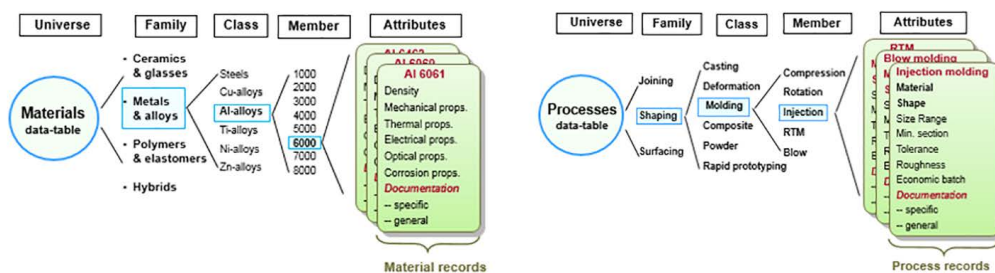 Universe
Family
Class
Member
Attributes
Materials
data-table
• Ceramics
& glasses
• Metals
& alloys
• Polymers
& elastomers
• Hybrids
Steels
Cu-alloys
Al-alloys
Ti-alloys
Ni-alloys
Zn-alloys
1000
2000
3000
4000
5000
6000
7000
8000
Al 6463
Al 6060
Al 6061
Density
Mechanical props.
Thermal props.
Electrical props.
Optical props.
Corrosion props.
Documentation
-- specific
-- general
Material records
Universe
Family
Class
Member
Attributes
Processes
data-table
Joining
Shaping
Surfacing
Casting
Deformation
Molding
Composite
Powder
Rapid prototyping
Compression
Rotation
Injection
RTM
Blow
RTM
Blow molding
Injection molding
Material
Shape
Size Range
Min. section
Tolerance
Roughness
Economic batch
Documentation
-- specific
-- general
Process records